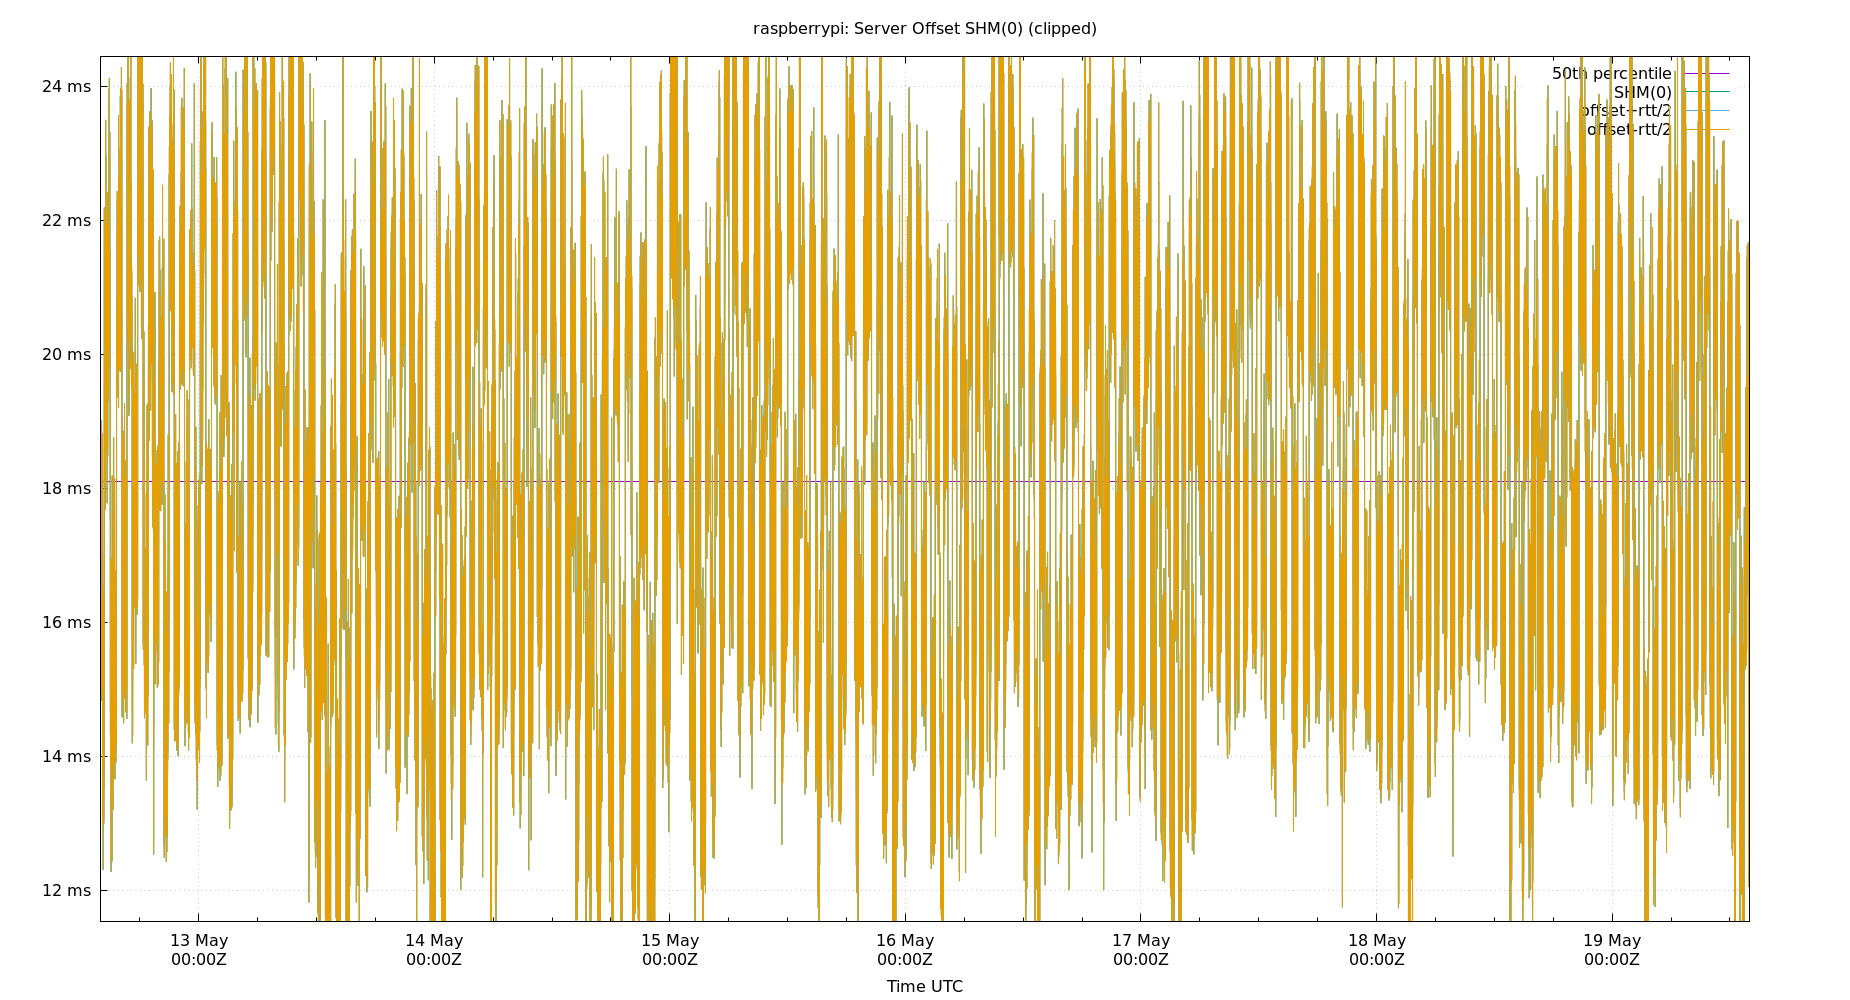 raspberrypi: Server Offset SHM(0) (clipped)
24 ms
22 ms
20 ms
18 ms
16 ms
14 ms
12 ms
50th percentile
SHM(0)
offset+rtt/2
offset-rtt/2
13 May
00:00Z
14 May
00:00Z
15 May
00:00Z
16 May
00:00Z
17 May
00:00Z
18 May
00:00Z
19 May
00:00Z
Time UTC